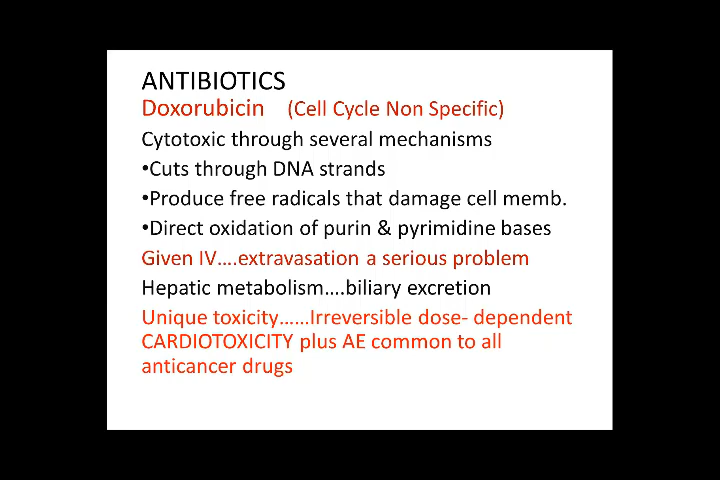 ANTIBIOTICS
Doxorubicin (Cell Cycle Non Specific)
Cytotoxic through several mechanisms
•Cuts through DNA strands
•Produce free radicals that damage cell memb.
•Direct oxidation of purin & pyrimidine bases
Given IV....extravasation a serious problem
Hepatic metabolism....biliary excretion
Unique toxicity......Irreversible dose- dependent
CARDIOTOXICITY plus AE common to all
anticancer drugs